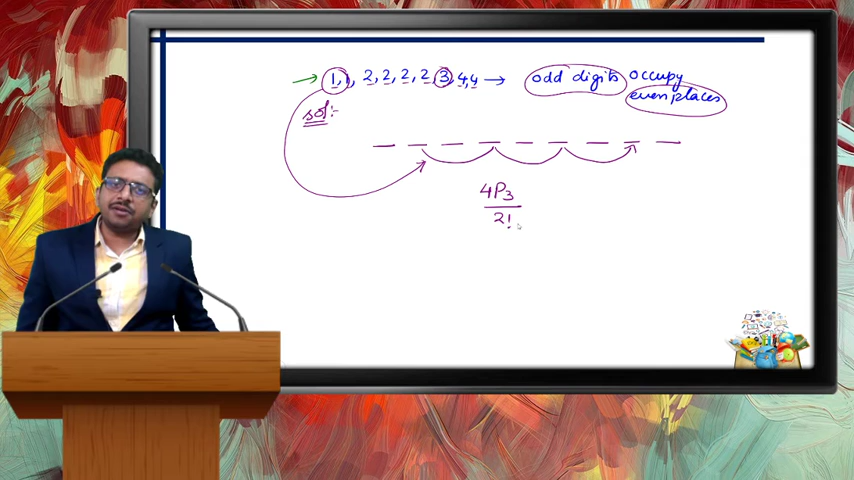 → 1, 1, 2, 2, 2, 2, 3, 4, 4 → odd digits occupy
even places
sol:-
4P3
2!